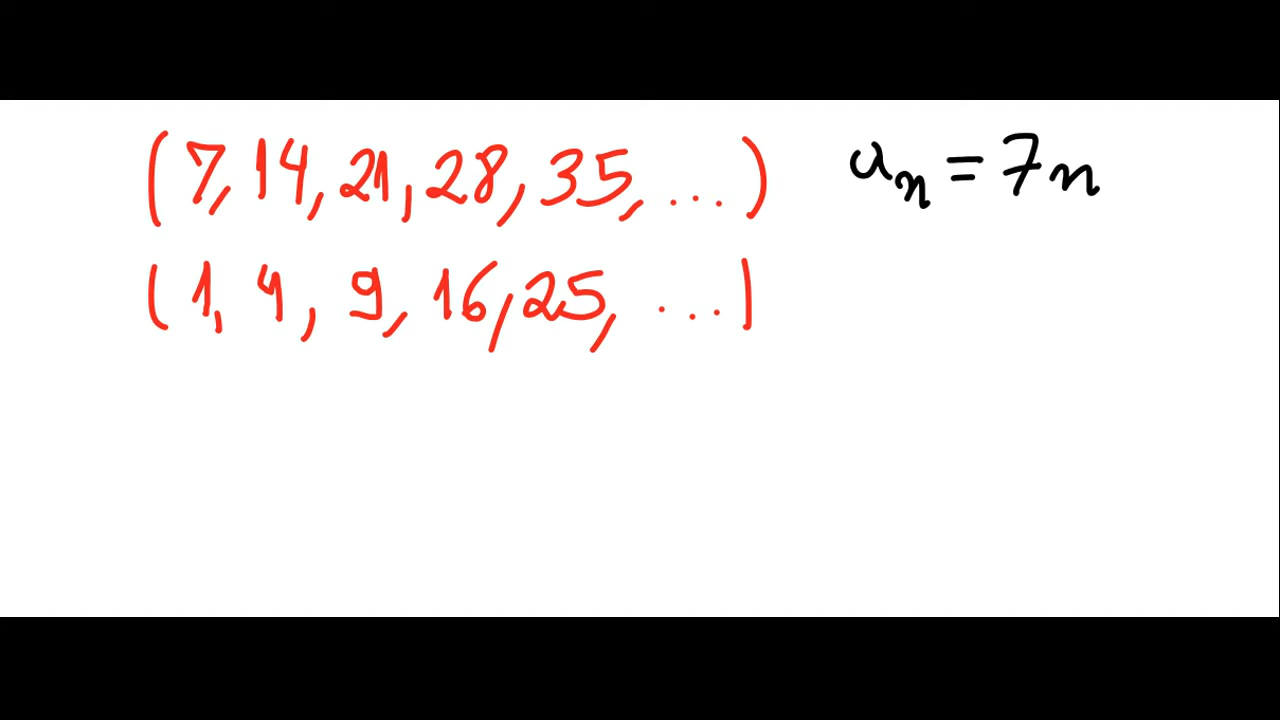 (7, 14, 21, 28, 35, ...) aₙ = 7n
(1, 4, 9, 16, 25, ...)